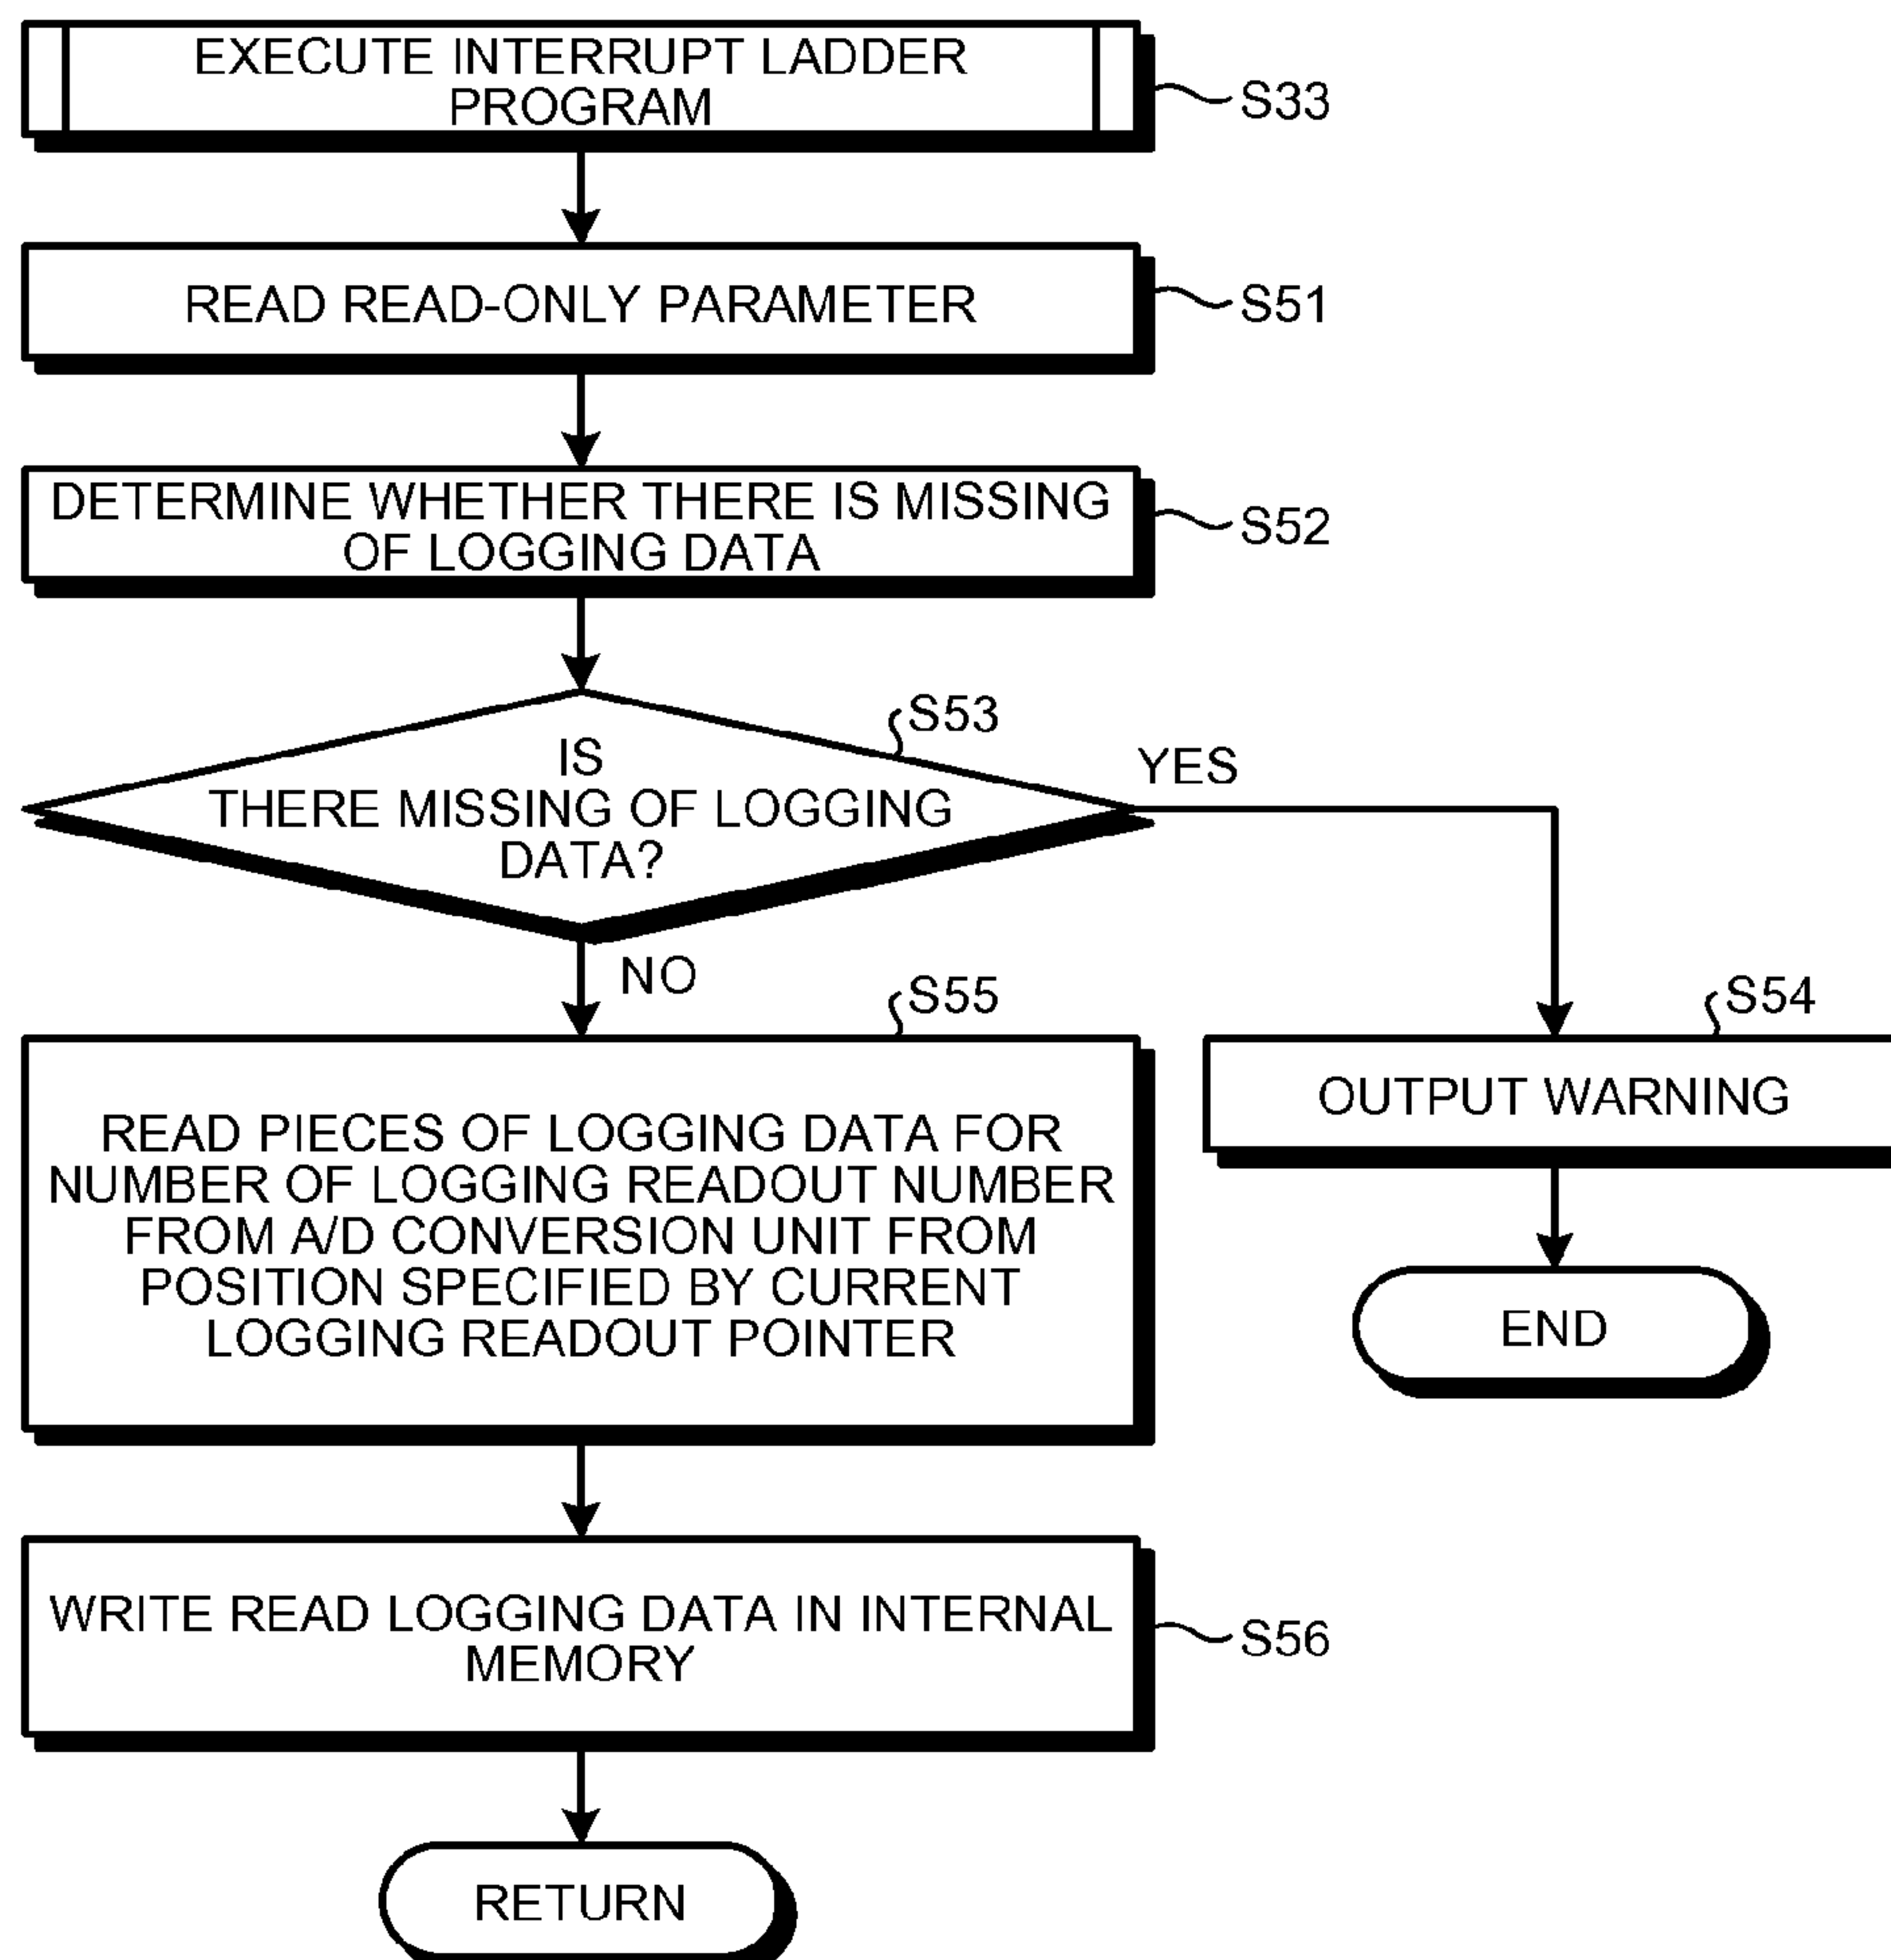 EXECUTE INTERRUPT LADDER
PROGRAM
S33
READ READ-ONLY PARAMETER
S51
DETERMINE WHETHER THERE IS MISSING
OF LOGGING DATA
S52
S53
IS
THERE MISSING OF LOGGING
DATA?
YES
NO
S55
READ PIECES OF LOGGING DATA FOR
NUMBER OF LOGGING READOUT NUMBER
FROM A/D CONVERSION UNIT FROM
POSITION SPECIFIED BY CURRENT
LOGGING READOUT POINTER
S54
OUTPUT WARNING
END
WRITE READ LOGGING DATA IN INTERNAL
MEMORY
S56
RETURN